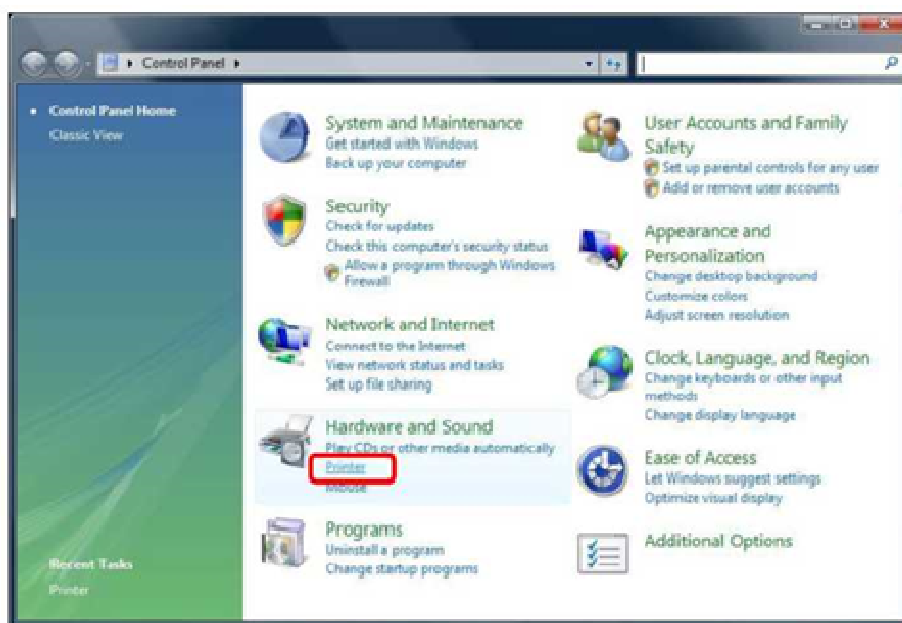 Control Panel
Control Panel Home
Classic View
System and Maintenance
Get started with Windows
Back up your computer
Security
Check for updates
Check this computer's security status
Allow a program through Windows
Firewall
Network and Internet
Connect to the Internet
View network status and tasks
Set up file sharing
Hardware and Sound
Play CDs or other media automatically
Printer
Mouse
Programs
Uninstall a program
Change startup programs
User Accounts and Family
Safety
Set up parental controls for any user
Add or remove user accounts
Appearance and
Personalization
Change desktop background
Customize colors
Adjust screen resolution
Clock, Language, and Region
Change keyboards or other input
methods
Change display language
Ease of Access
Let Windows suggest settings
Optimize visual display
Additional Options
Recent Tasks
Printer